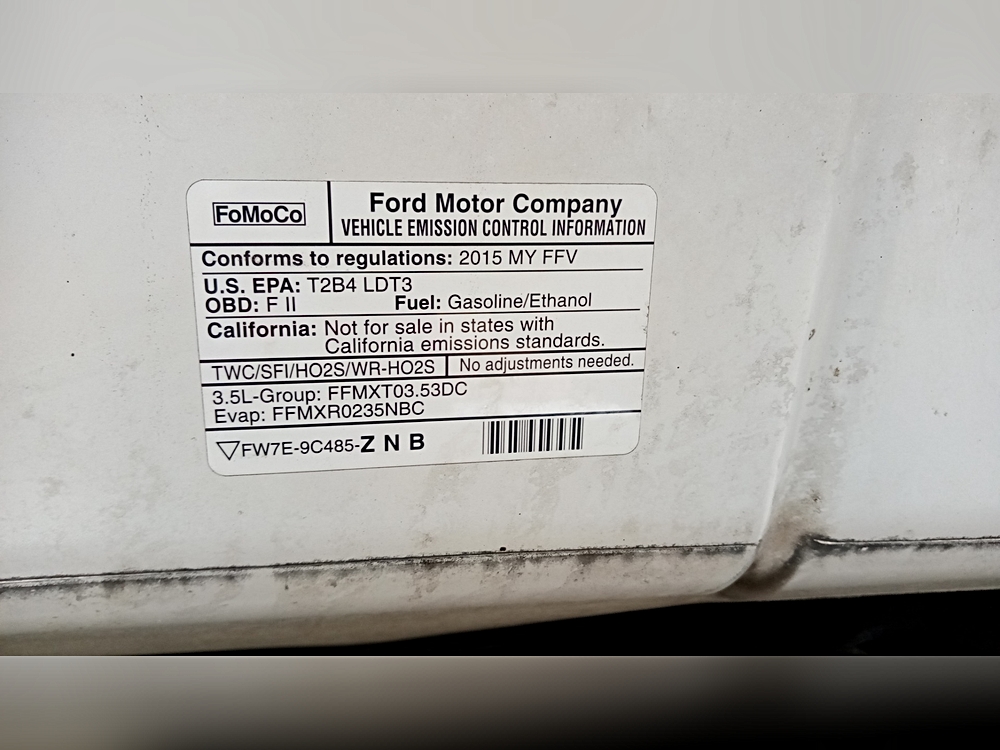 FoMoCo
Ford Motor Company
VEHICLE EMISSION CONTROL INFORMATION
Conforms to regulations: 2015 MY FFV
U.S. EPA: T2B4 LDT3
OBD: F II Fuel: Gasoline/Ethanol
California: Not for sale in states with
California emissions standards.
TWC/SFI/HO2S/WR-HO2S No adjustments needed.
3.5L-Group: FFMXT03.53DC
Evap: FFMXR0235NBC
FW7E-9C485-Z N B